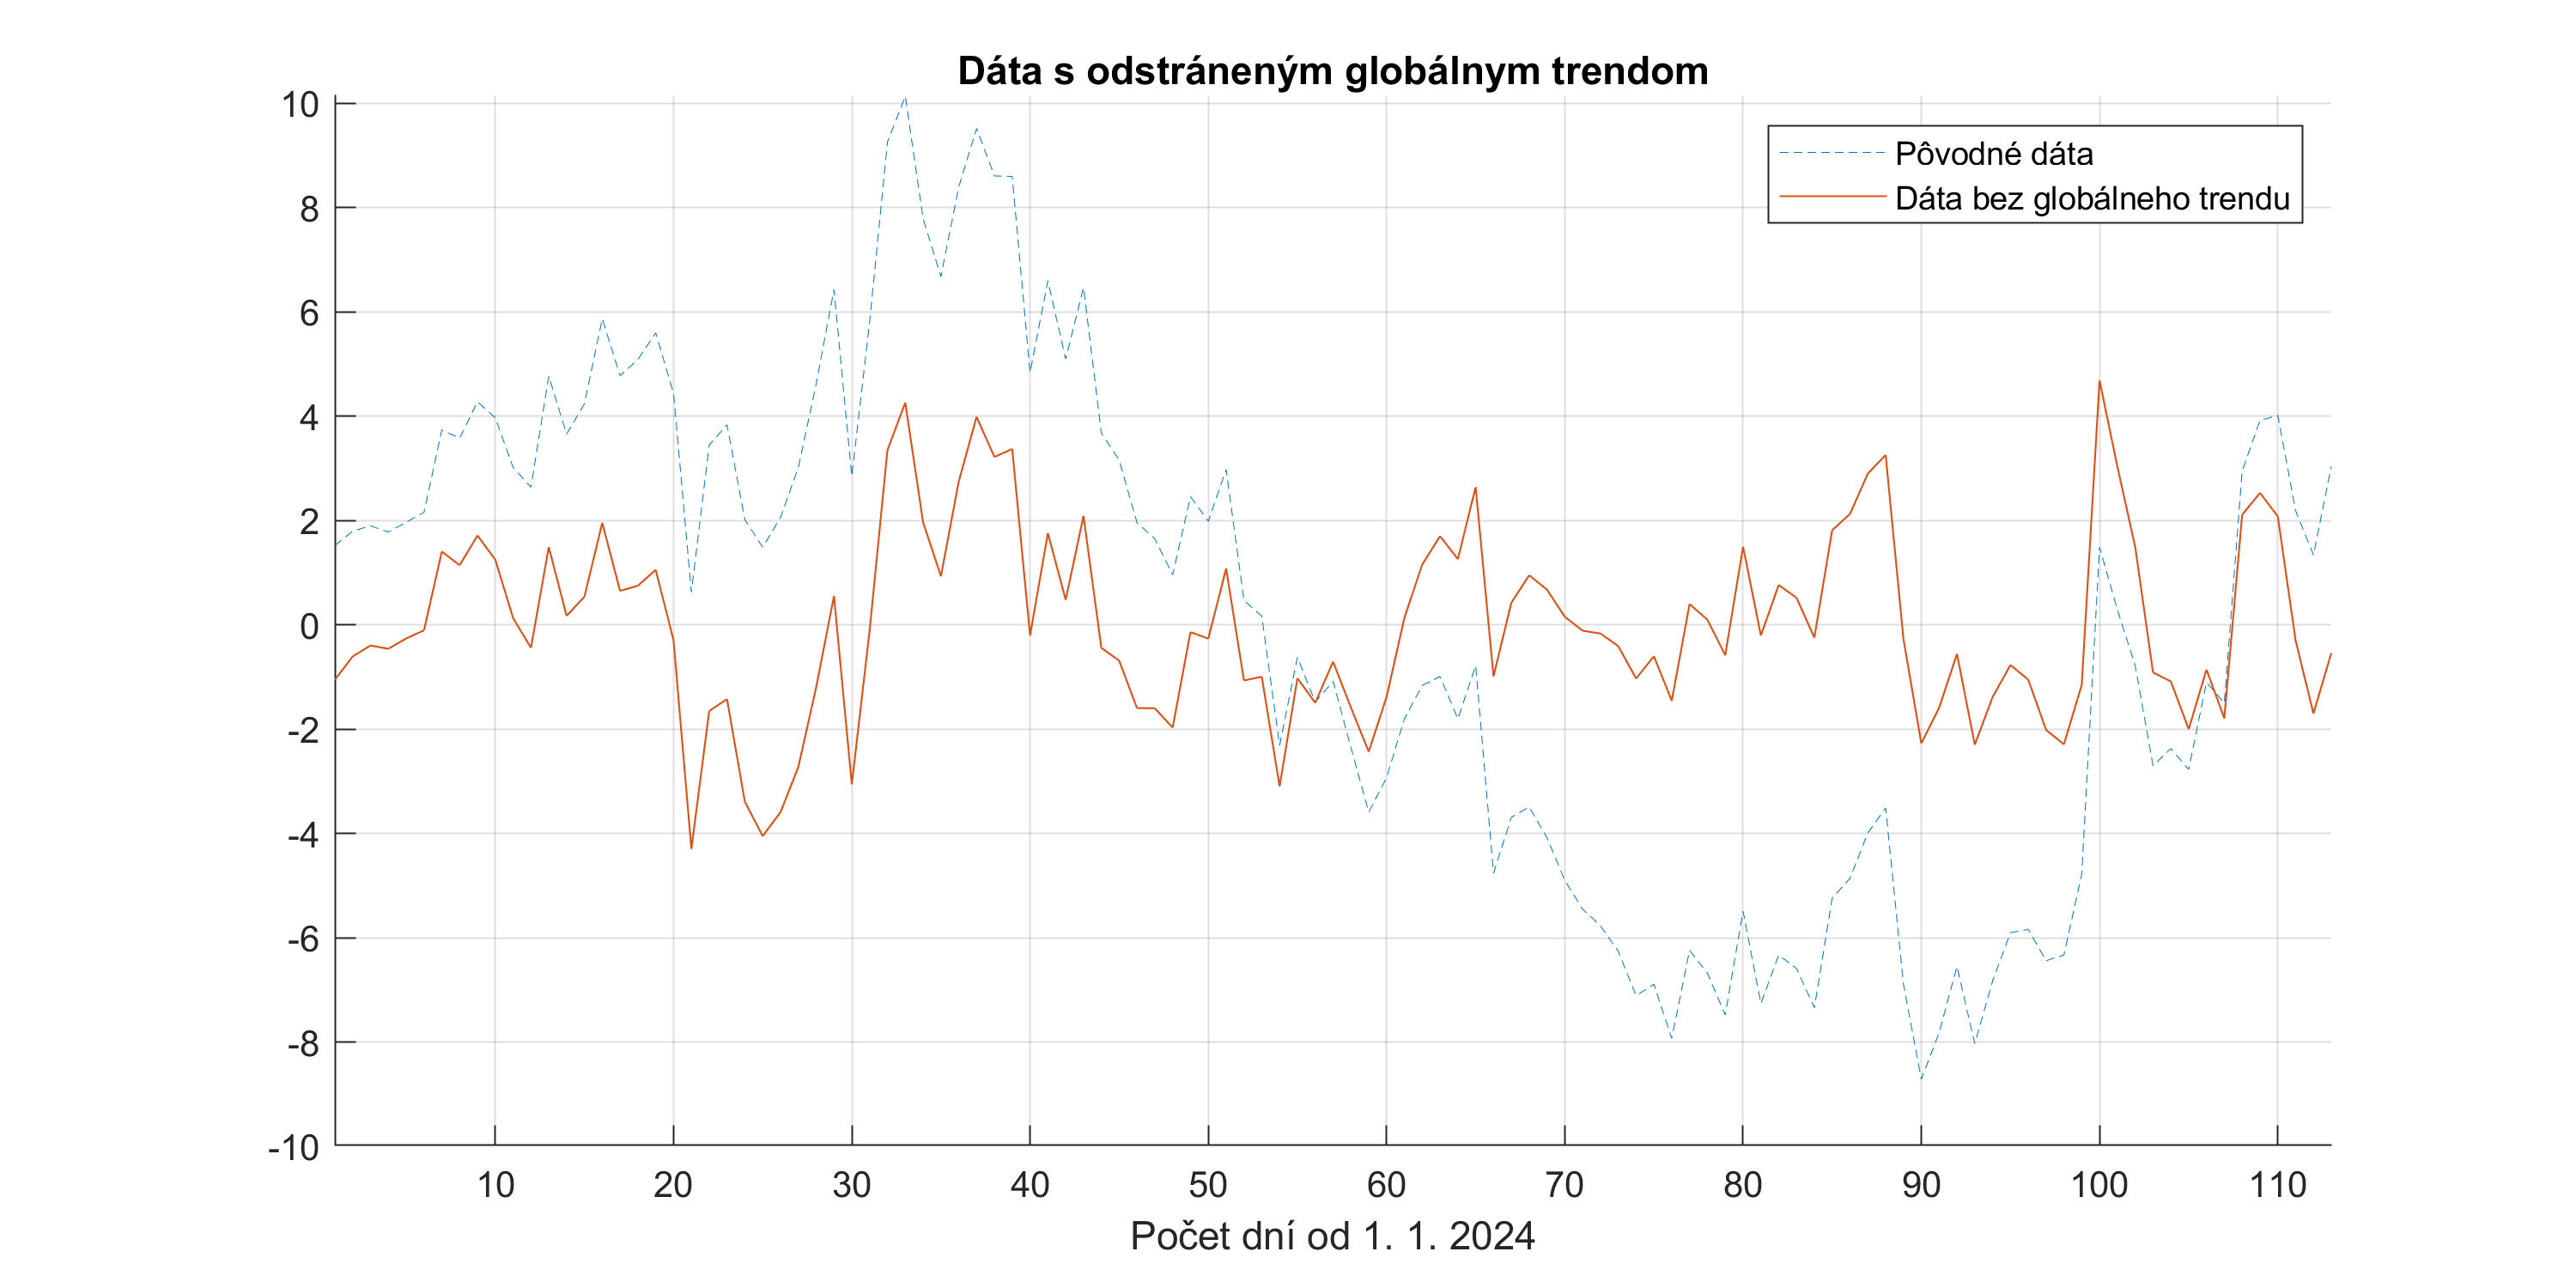 Dáta s odstráneným globálnym trendom
10
8
6
4
2
0
-2
-4
-6
-8
-10
Pôvodné dáta
Dáta bez globálneho trendu
10 20 30 40 50 60 70 80 90 100 110
Počet dní od 1. 1. 2024